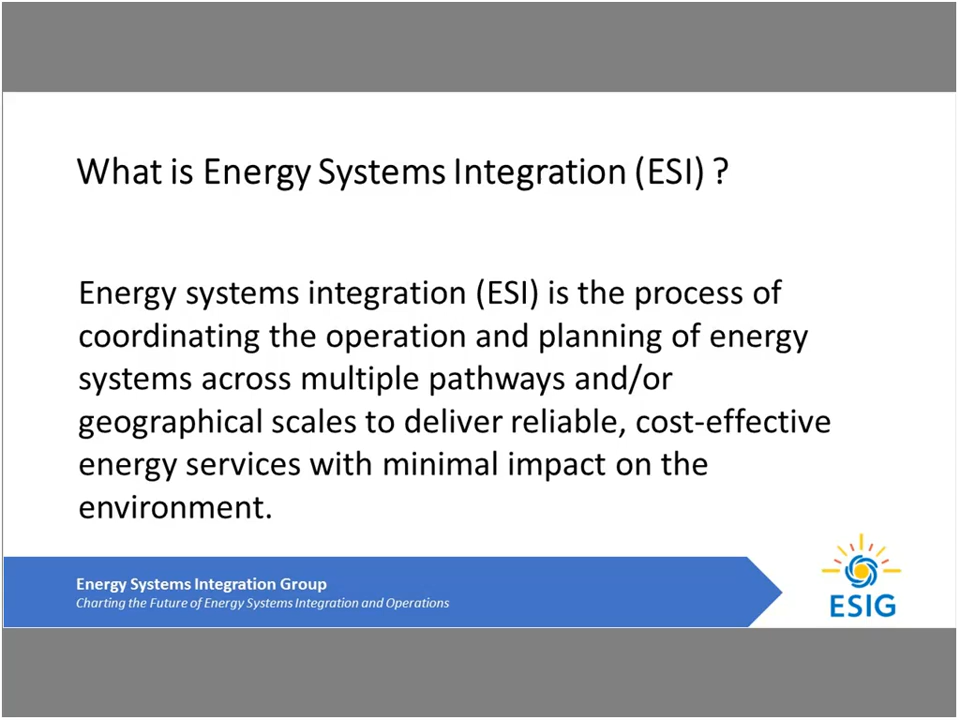 What is Energy Systems Integration (ESI) ?
Energy systems integration (ESI) is the process of
coordinating the operation and planning of energy
systems across multiple pathways and/or
geographical scales to deliver reliable, cost-effective
energy services with minimal impact on the
environment.
Energy Systems Integration Group
Charting the Future of Energy Systems Integration and Operations
ESIG